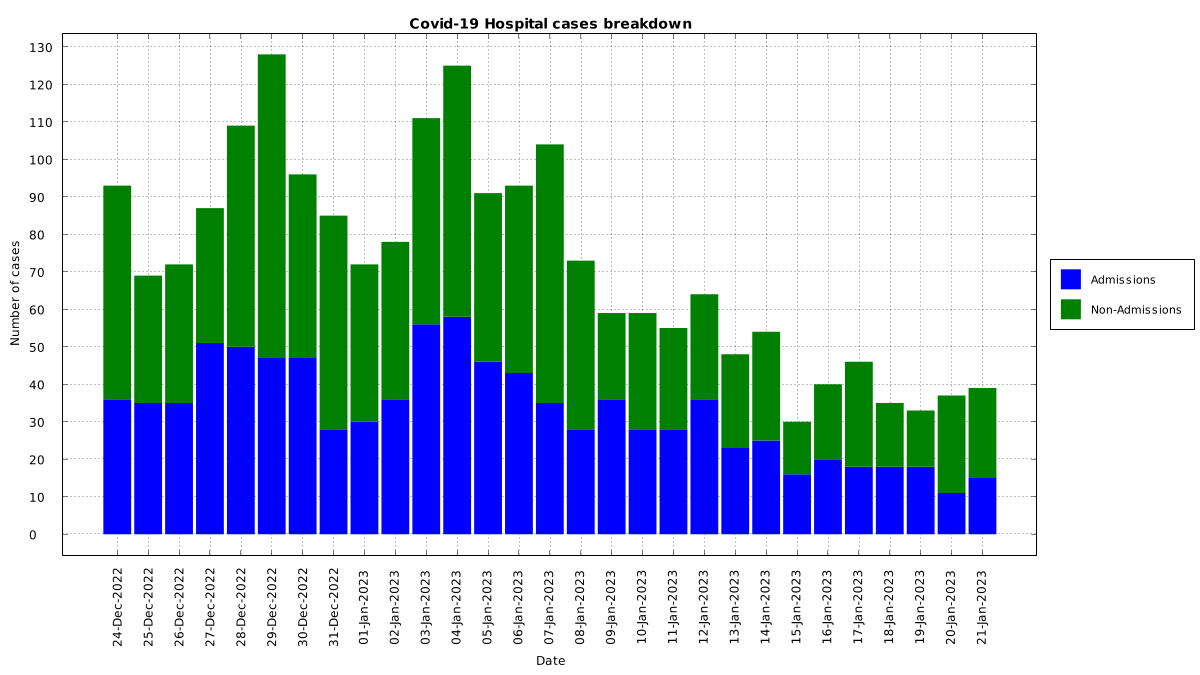 Covid-19 Hospital cases breakdown
130
120
110
100
90
80
70
60
50
40
30
20
10
0
Number of cases
24-Dec-2022
25-Dec-2022
26-Dec-2022
27-Dec-2022
28-Dec-2022
29-Dec-2022
30-Dec-2022
31-Dec-2022
01-Jan-2023
02-Jan-2023
03-Jan-2023
04-Jan-2023
05-Jan-2023
06-Jan-2023
07-Jan-2023
08-Jan-2023
09-Jan-2023
10-Jan-2023
11-Jan-2023
12-Jan-2023
13-Jan-2023
14-Jan-2023
15-Jan-2023
16-Jan-2023
17-Jan-2023
18-Jan-2023
19-Jan-2023
20-Jan-2023
21-Jan-2023
Date
Admissions
Non-Admissions